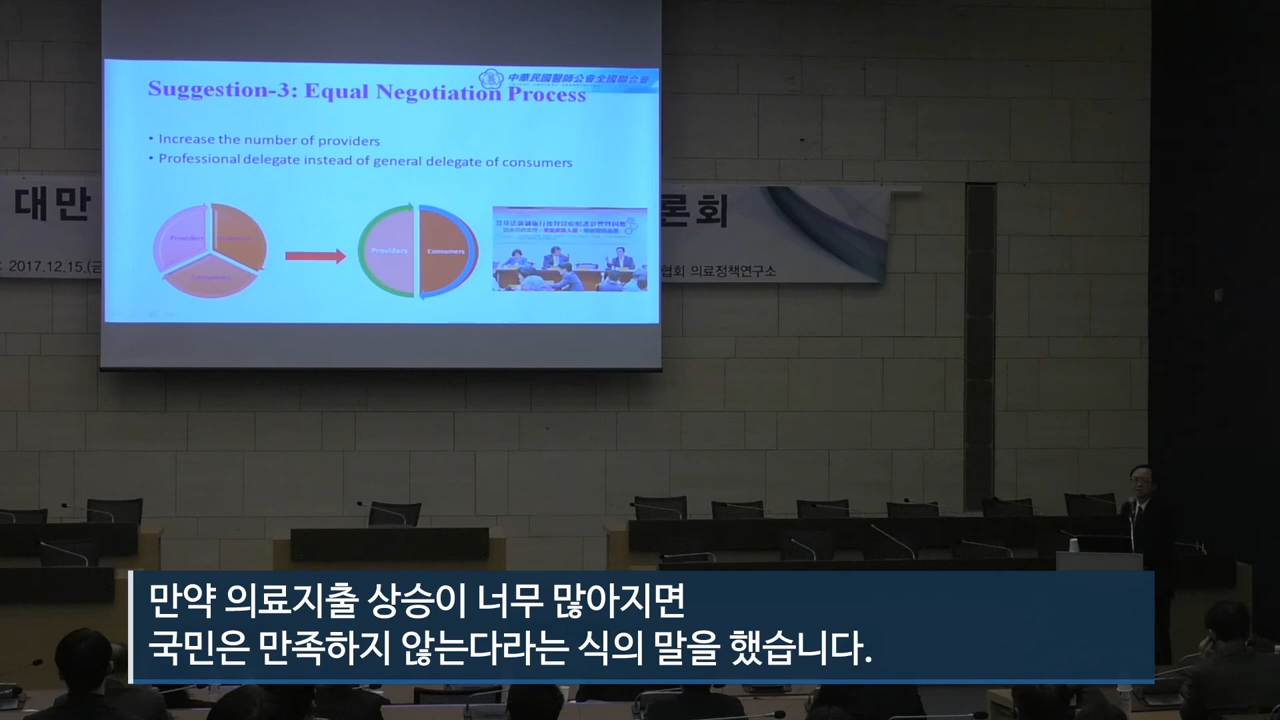 中華民國醫師公會全國聯合會
Suggestion-3: Equal Negotiation Process
• Increase the number of providers
• Professional delegate instead of general delegate of consumers
Providers
Consumers
Providers
Consumers
대만
론회
: 2017.12.15.(금
협회 의료정책연구소
만약 의료지출 상승이 너무 많아지면
국민은 만족하지 않는다라는 식의 말을 했습니다.